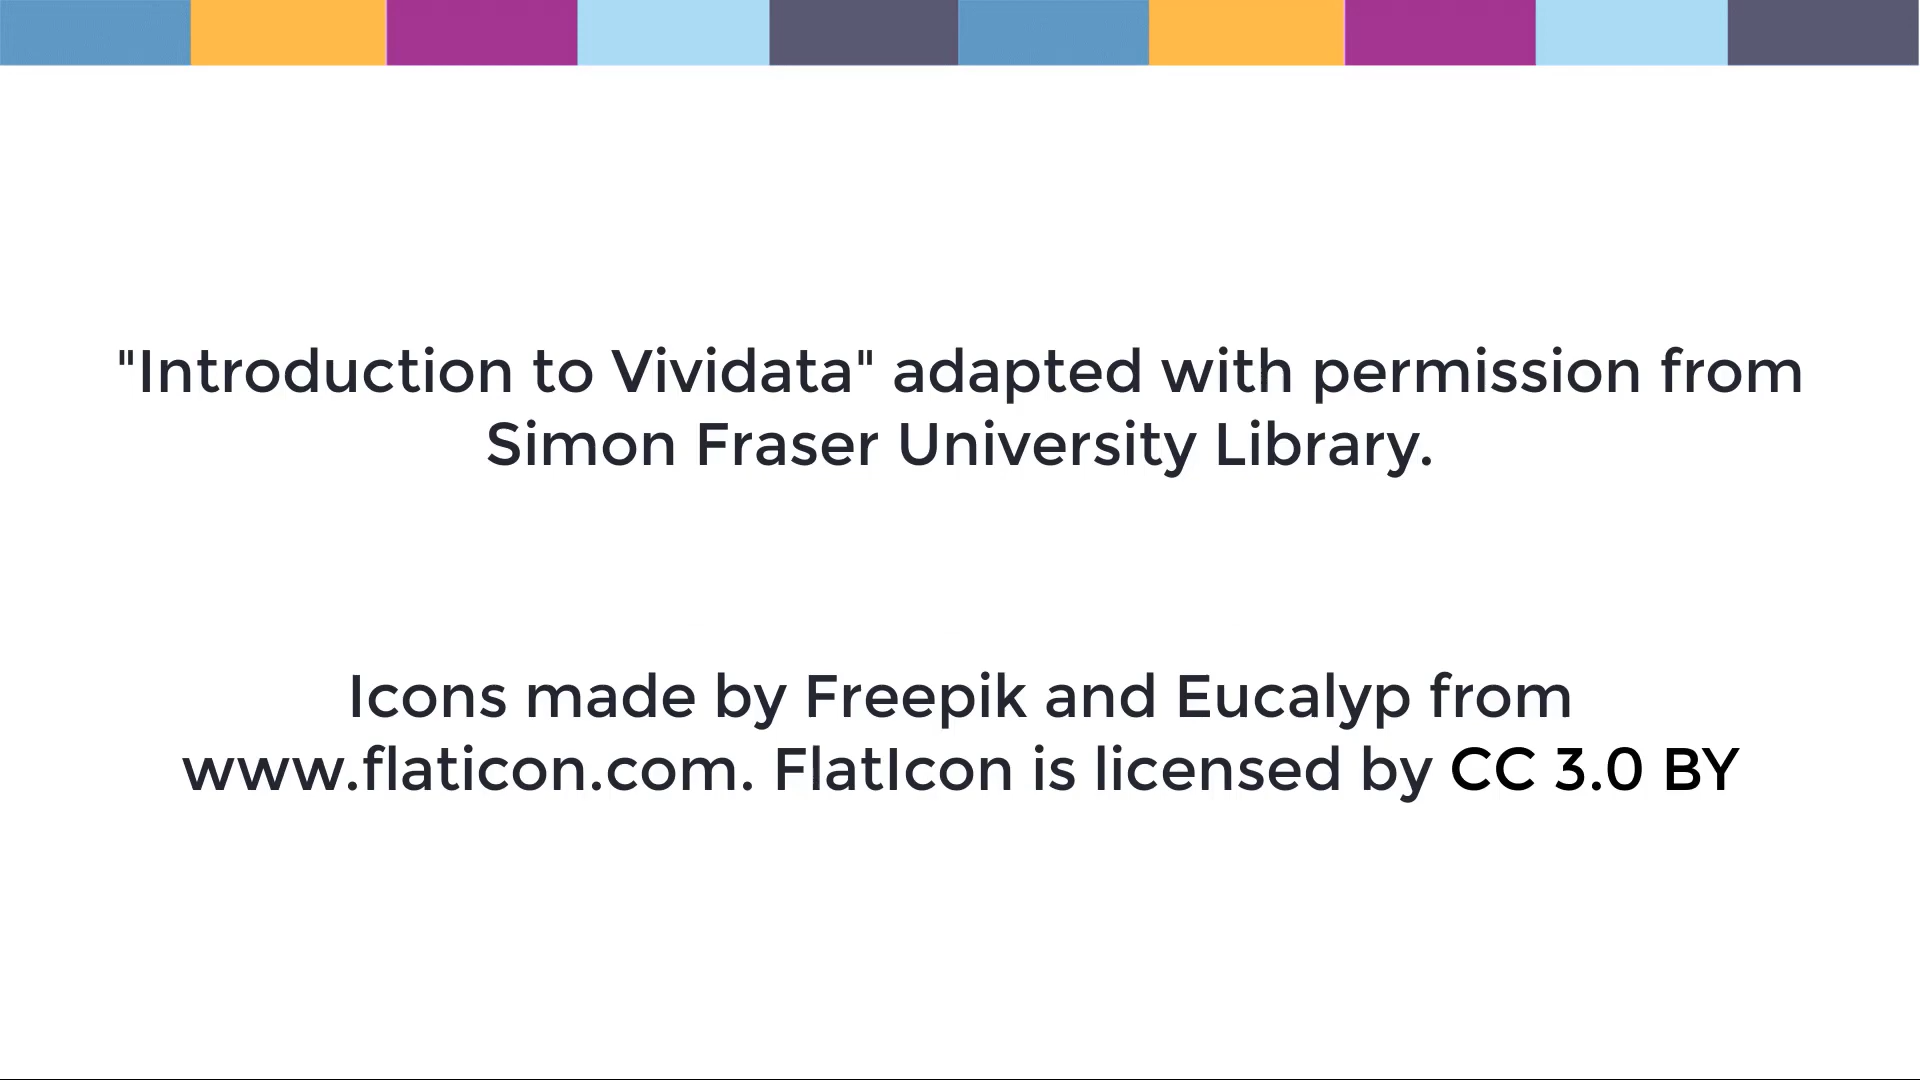 "Introduction to Vividata" adapted with permission from
Simon Fraser University Library.
Icons made by Freepik and Eucalyp from
www.flaticon.com. FlatIcon is licensed by CC 3.0 BY